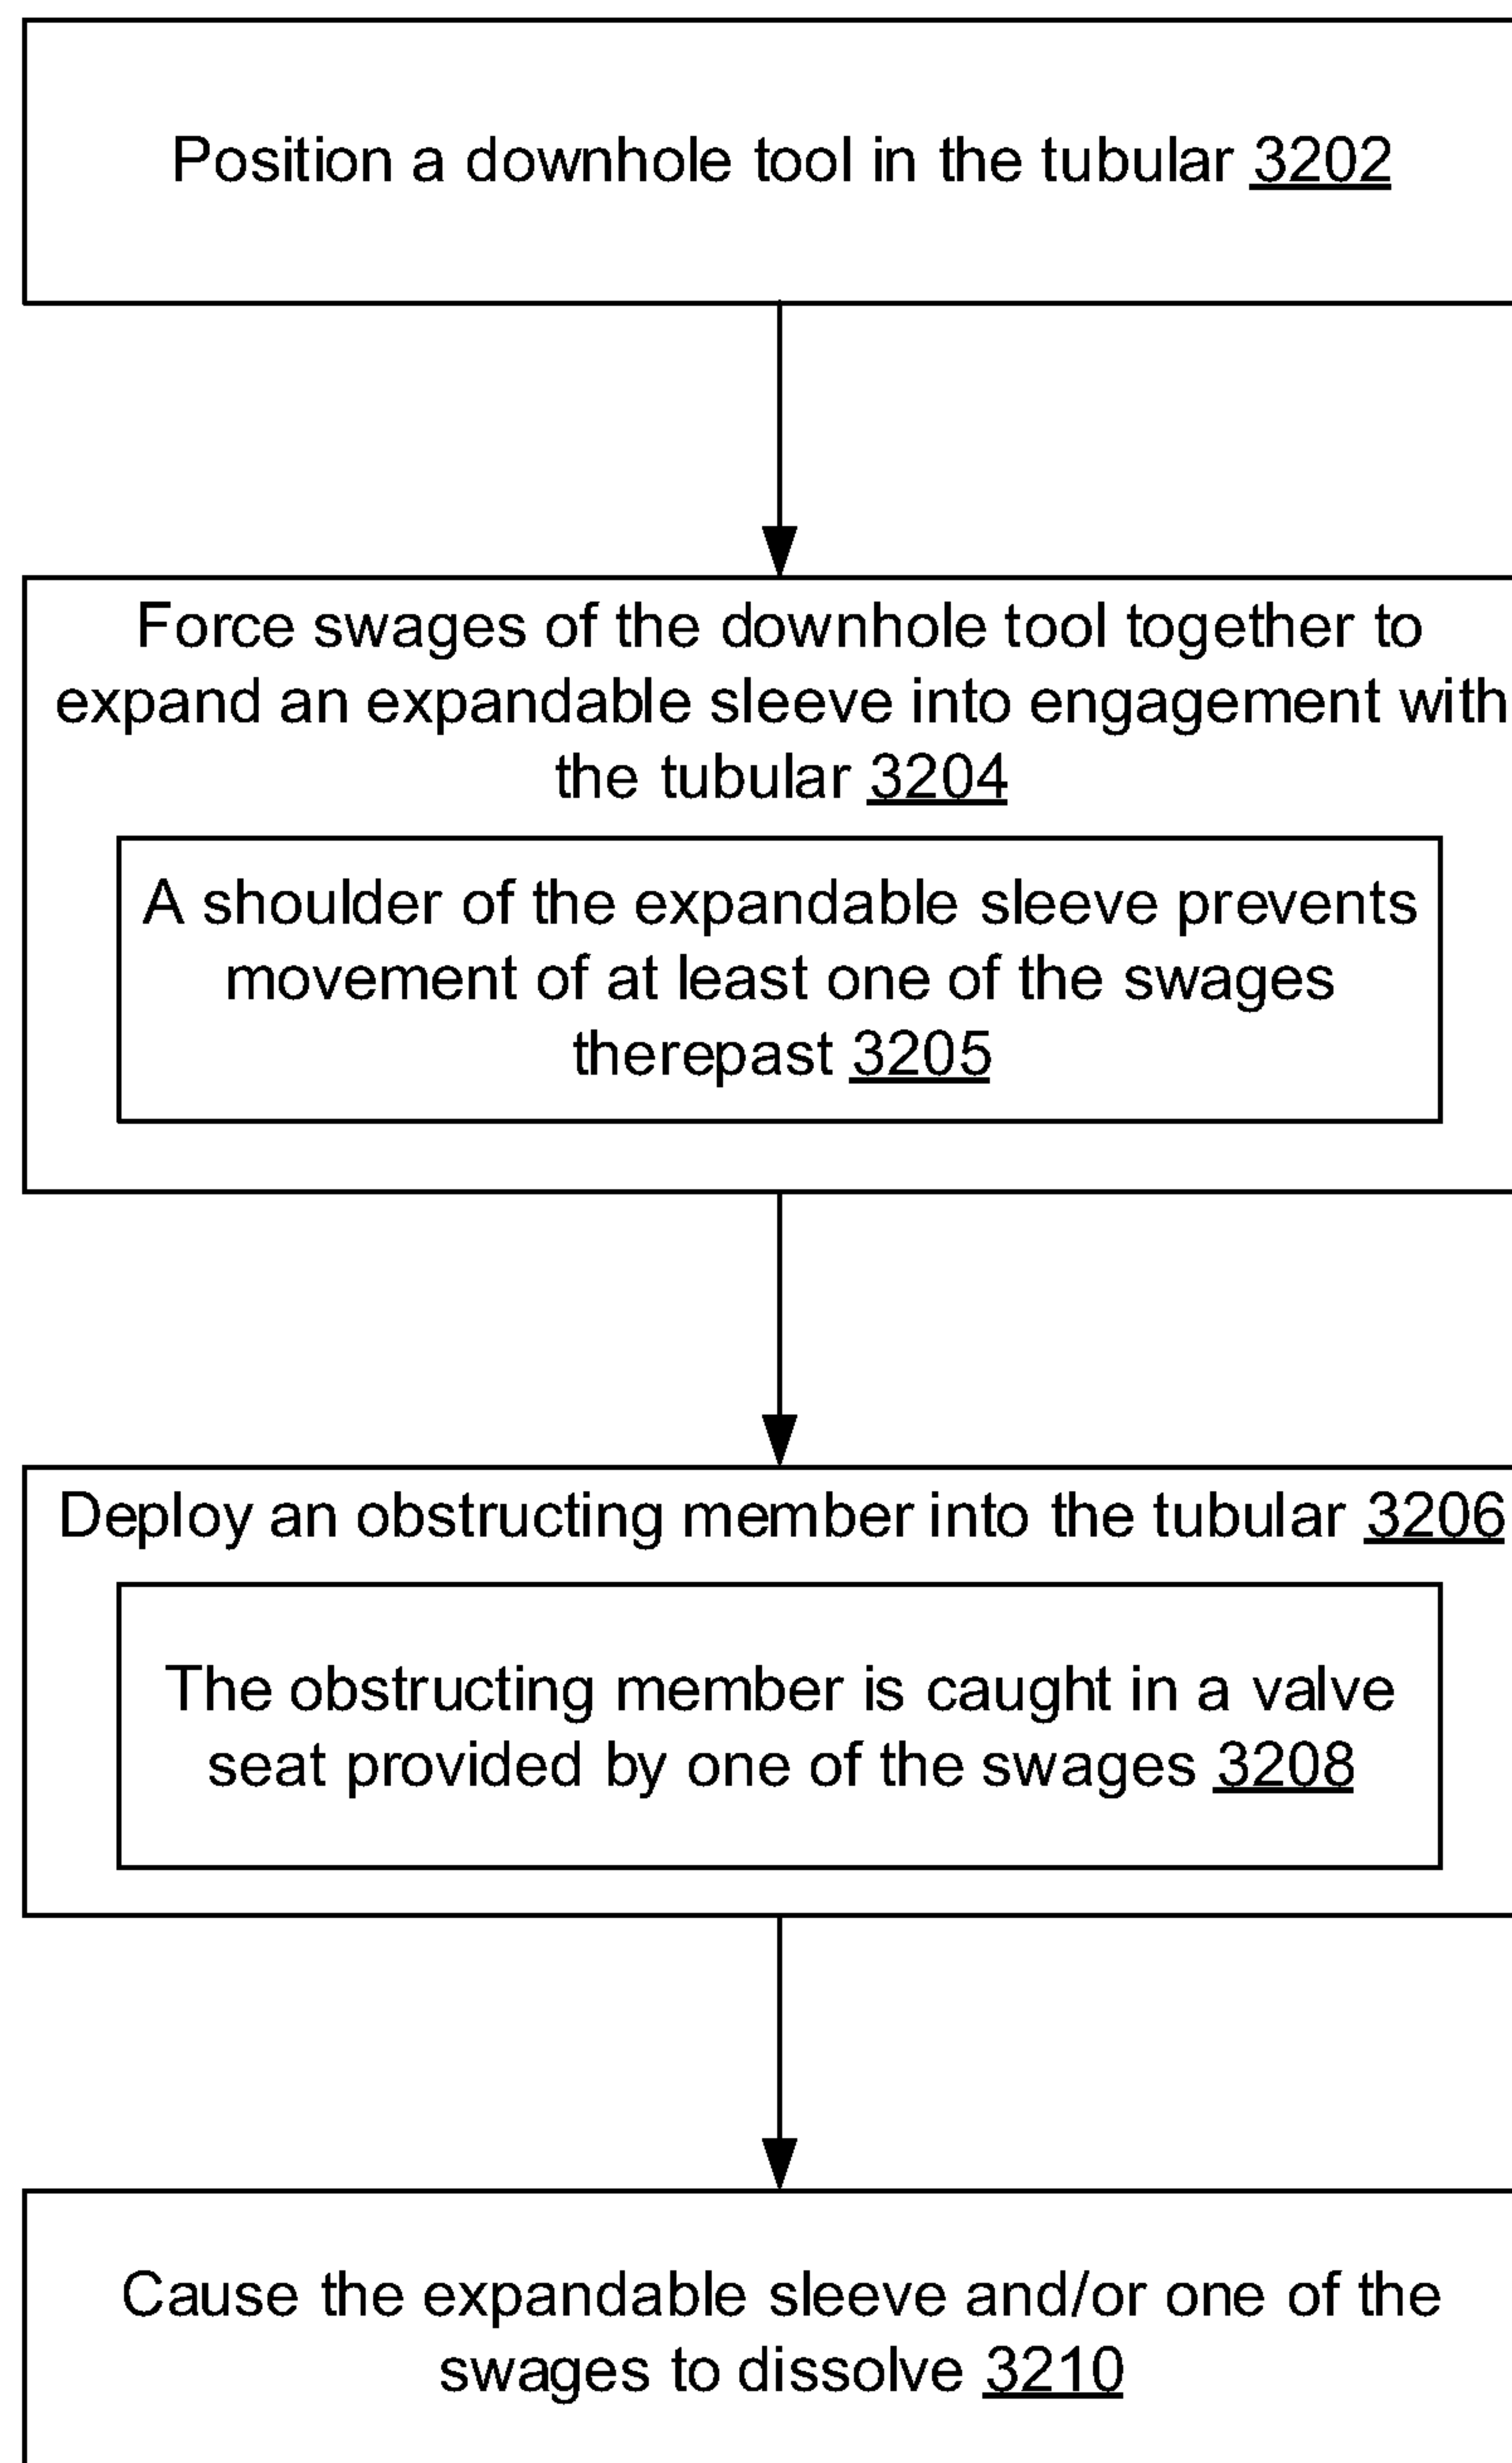 Position a downhole tool in the tubular 3202
Force swages of the downhole tool together to
expand an expandable sleeve into engagement with
the tubular 3204
A shoulder of the expandable sleeve prevents
movement of at least one of the swages
therepast 3205
Deploy an obstructing member into the tubular 3206
The obstructing member is caught in a valve
seat provided by one of the swages 3208
Cause the expandable sleeve and/or one of the
swages to dissolve 3210